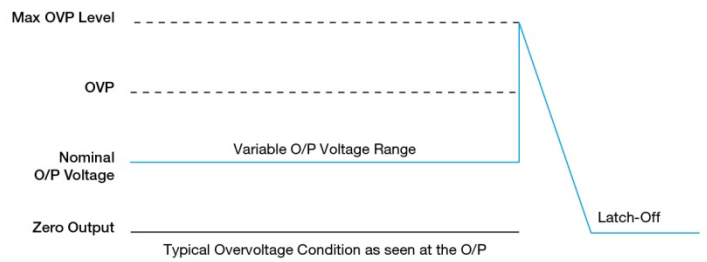 Max OVP Level
OVP
Variable O/P Voltage Range
Nominal
O/P Voltage
Latch-Off
Zero Output
Typical Overvoltage Condition as seen at the O/P